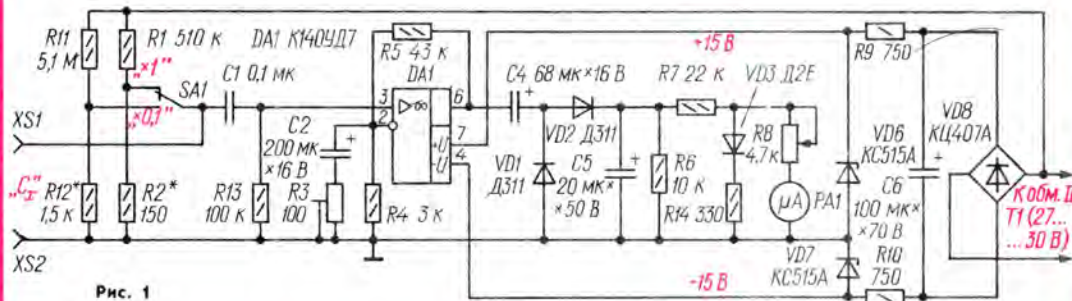 R11
5,1 М
R1 510 к
„×1"
„×0,1"
SA1
DA1 К140УД7
C1 0,1 мк
R5 43 к
DA1
▷∞
3
2
6
7
4
+U
-U
C4 68 мк×16 В
+15 В
R7 22 к
VD3 Д2Е
R9 750
XS1
„Cx"
XS2
R12*
1,5 к
R2*
150
R13
100 к
C2
200 мк
×16 В
R3
100
R4 3 к
VD2 Д311
VD1
Д311
C5
20 мк×
×50 В
R6
10 к
R14 330
R8
4,7 к
μА
PA1
VD6
КС515А
C6
100 мк×
×70 В
VD7
КС515А
R10
750
VD8
КЦ407А
К обм. II
Т1 (27...
...30 В)
-15 В
Рис. 1